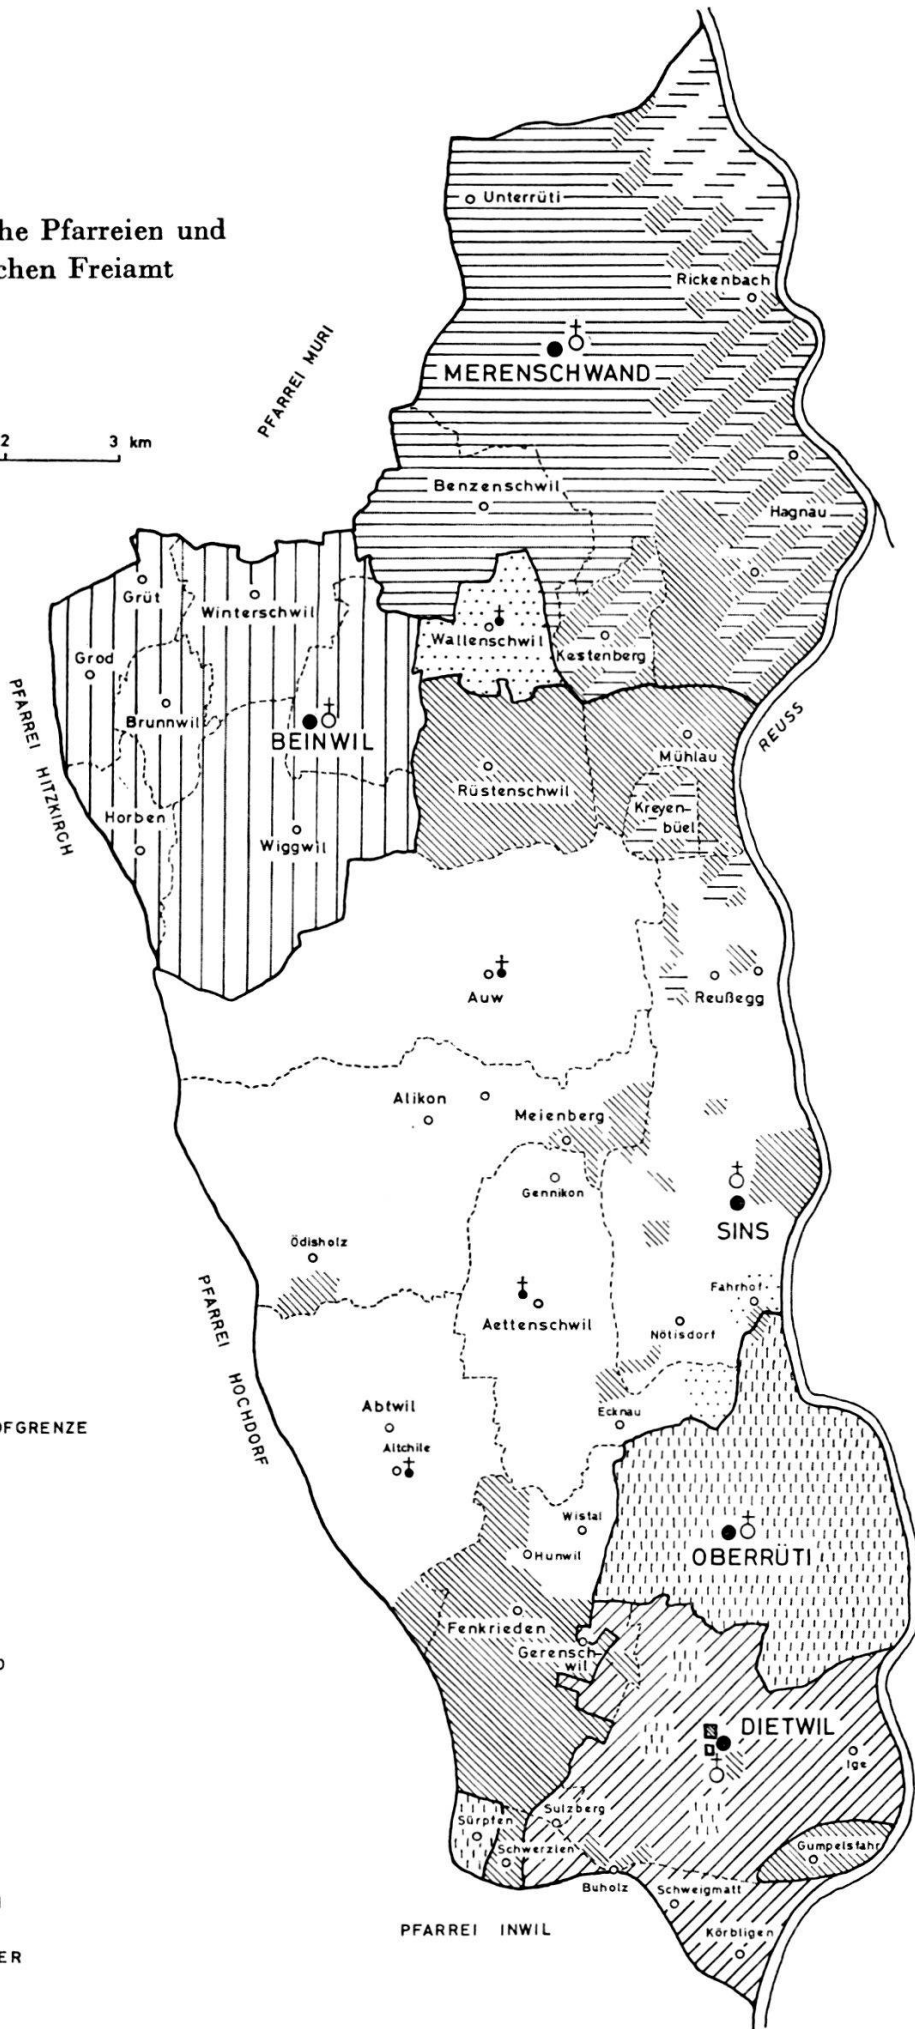 he Pfarreien und
chen Freiamt
2 3 km
PFARREI MURI
Unterrüti
Rickenbach
MERENSCHWAND
Benzenschwil
Hagnau
Grüt
Winterschwil
Wallenschwil
Kestenberg
Grod
Brunnwil
BEINWIL
PFARREI HITZKIRCH
REUSS
Mühlau
Rüstenschwil
Kreyen-
büel
Horben
Wiggwil
Auw
Reußegg
Alikon
Meienberg
Gennikon
SINS
Ödisholz
Fahrhof
Aettenschwil
Nötisdorf
PFARREI HOCHDORF
Abtwil
Altchile
Ecknau
OFGRENZE
Wistal
Hunwil
OBERRÜTI
Fenkrieden
Gerensch-
wil
DIETWIL
Ige
Sulzberg
Sürpfen
Schwerzlen
Gumpelsfahr
Buholz
Schweigmatt
Körbligen
PFARREI INWIL
ER